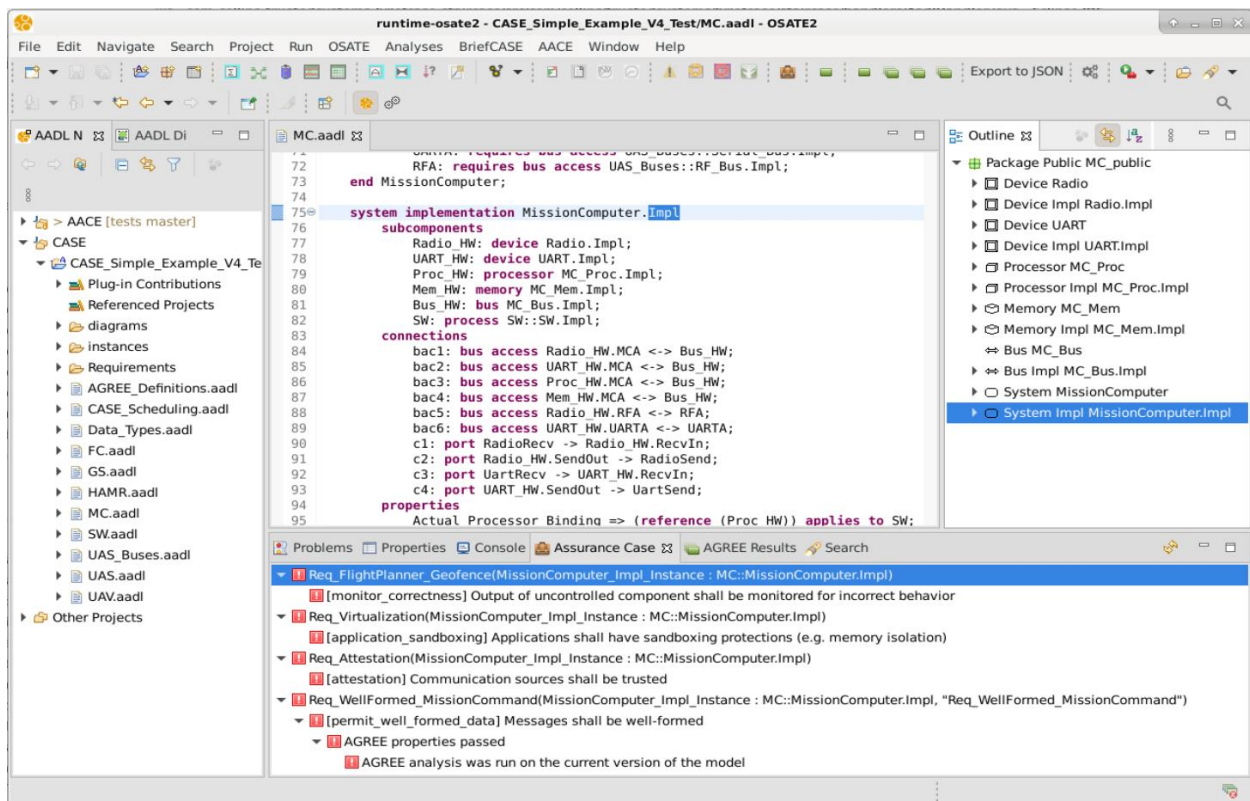 runtime-osate2 - CASE_Simple_Example_V4_Test/MC.aadl - OSATE2
File Edit Navigate Search Project Run OSATE Analyses BriefCASE AACE Window Help
Export to JSON
AADL N
AADL Di
> AACE [tests master]
CASE
CASE_Simple_Example_V4_Te
Plug-in Contributions
Referenced Projects
diagrams
instances
Requirements
AGREE_Definitions.aadl
CASE_Scheduling.aadl
Data_Types.aadl
FC.aadl
GS.aadl
HAMR.aadl
MC.aadl
SW.aadl
UAS_Buses.aadl
UAS.aadl
UAV.aadl
Other Projects
MC.aadl
71 UARTA: requires bus access UAS_Buses::Serial_Bus.Impl;
72 RFA: requires bus access UAS_Buses::RF_Bus.Impl;
73 end MissionComputer;
74
75 system implementation MissionComputer.Impl
76 subcomponents
77 Radio_HW: device Radio.Impl;
78 UART_HW: device UART.Impl;
79 Proc_HW: processor MC_Proc.Impl;
80 Mem_HW: memory MC_Mem.Impl;
81 Bus_HW: bus MC_Bus.Impl;
82 SW: process SW::SW.Impl;
83 connections
84 bac1: bus access Radio_HW.MCA <-> Bus_HW;
85 bac2: bus access UART_HW.MCA <-> Bus_HW;
86 bac3: bus access Proc_HW.MCA <-> Bus_HW;
87 bac4: bus access Mem_HW.MCA <-> Bus_HW;
88 bac5: bus access Radio_HW.RFA <-> RFA;
89 bac6: bus access UART_HW.UARTA <-> UARTA;
90 c1: port RadioRecv -> Radio_HW.RecvIn;
91 c2: port Radio_HW.SendOut -> RadioSend;
92 c3: port UartRecv -> UART_HW.RecvIn;
93 c4: port UART_HW.SendOut -> UartSend;
94 properties
95 Actual_Processor_Binding => (reference (Proc_HW)) applies to SW;
Outline
Package Public MC_public
Device Radio
Device Impl Radio.Impl
Device UART
Device Impl UART.Impl
Processor MC_Proc
Processor Impl MC_Proc.Impl
Memory MC_Mem
Memory Impl MC_Mem.Impl
Bus MC_Bus
Bus Impl MC_Bus.Impl
System MissionComputer
System Impl MissionComputer.Impl
Problems Properties Console Assurance Case AGREE Results Search
Req_FlightPlanner_Geofence(MissionComputer_Impl_Instance : MC::MissionComputer.Impl)
[monitor_correctness] Output of uncontrolled component shall be monitored for incorrect behavior
Req_Virtualization(MissionComputer_Impl_Instance : MC::MissionComputer.Impl)
[application_sandboxing] Applications shall have sandboxing protections (e.g. memory isolation)
Req_Attestation(MissionComputer_Impl_Instance : MC::MissionComputer.Impl)
[attestation] Communication sources shall be trusted
Req_WellFormed_MissionCommand(MissionComputer_Impl_Instance : MC::MissionComputer.Impl, "Req_WellFormed_MissionCommand")
[permit_well_formed_data] Messages shall be well-formed
AGREE properties passed
AGREE analysis was run on the current version of the model